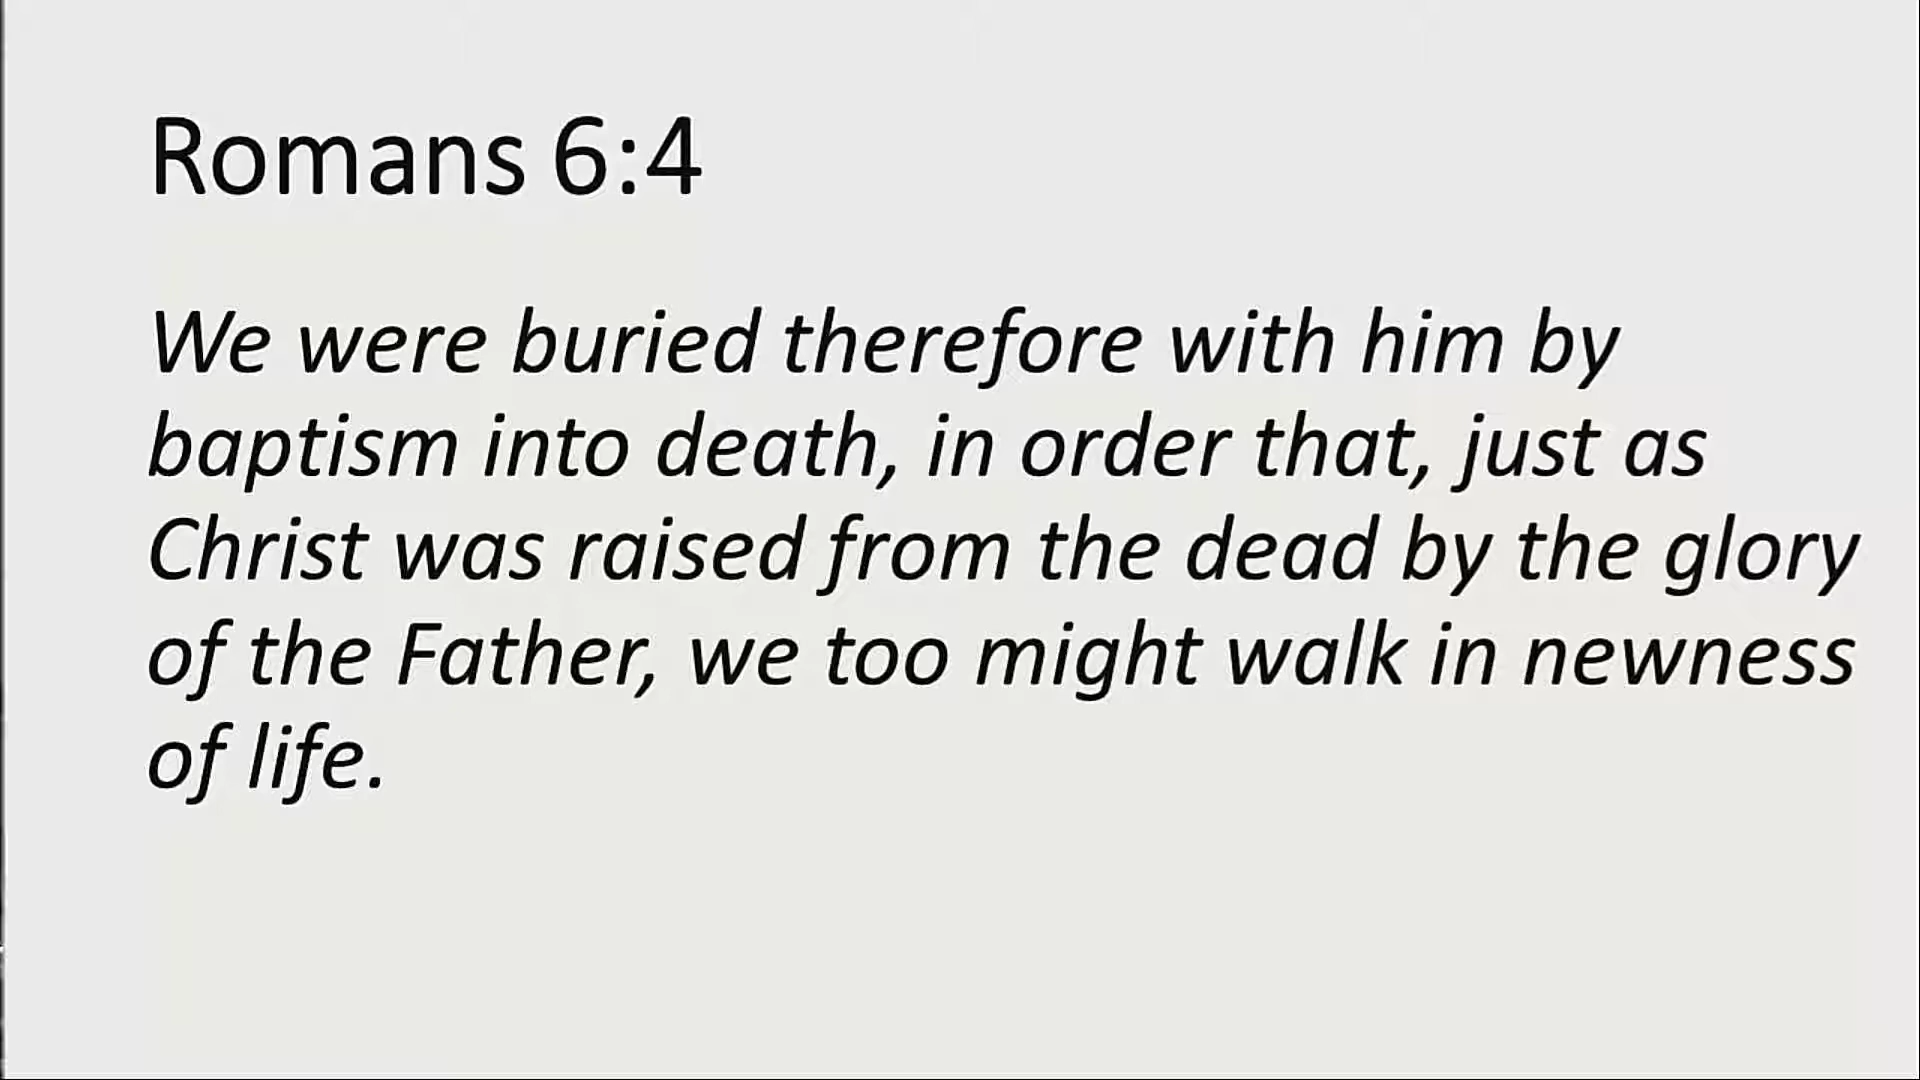 Romans 6:4
We were buried therefore with him by
baptism into death, in order that, just as
Christ was raised from the dead by the glory
of the Father, we too might walk in newness
of life.